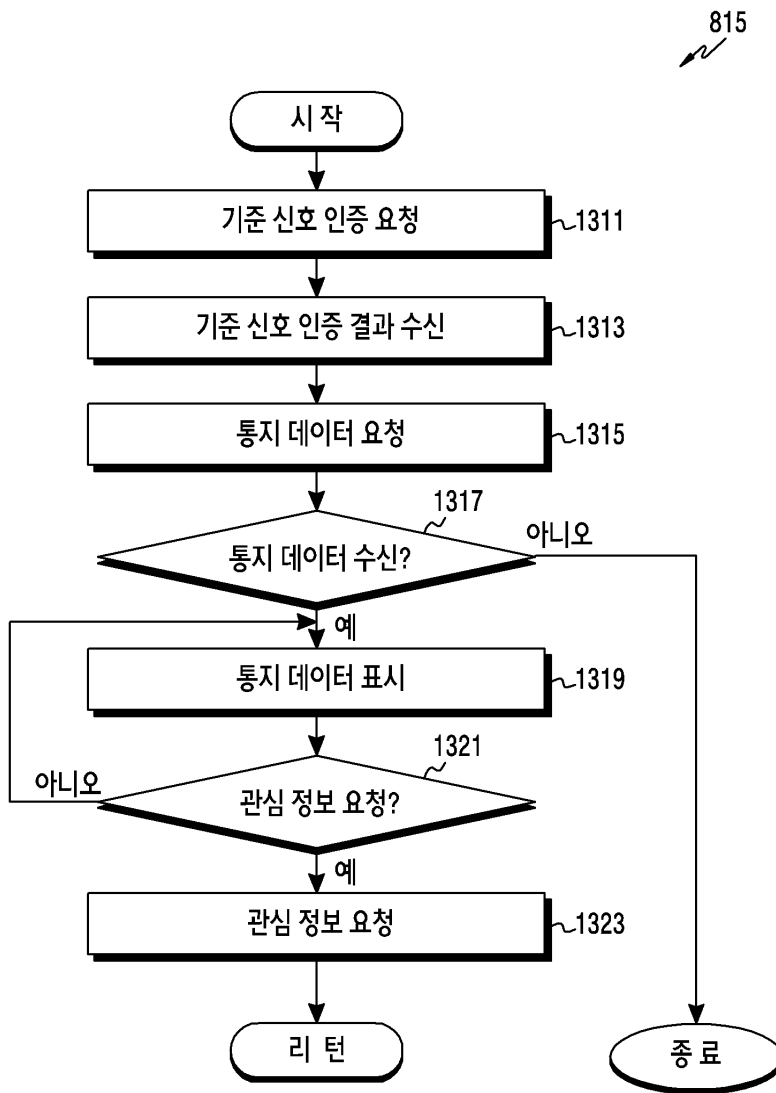 815
시 작
기준 신호 인증 요청
1311
기준 신호 인증 결과 수신
1313
통지 데이터 요청
1315
1317
통지 데이터 수신?
아니오
예
통지 데이터 표시
1319
1321
아니오
관심 정보 요청?
예
관심 정보 요청
1323
리 턴
종 료